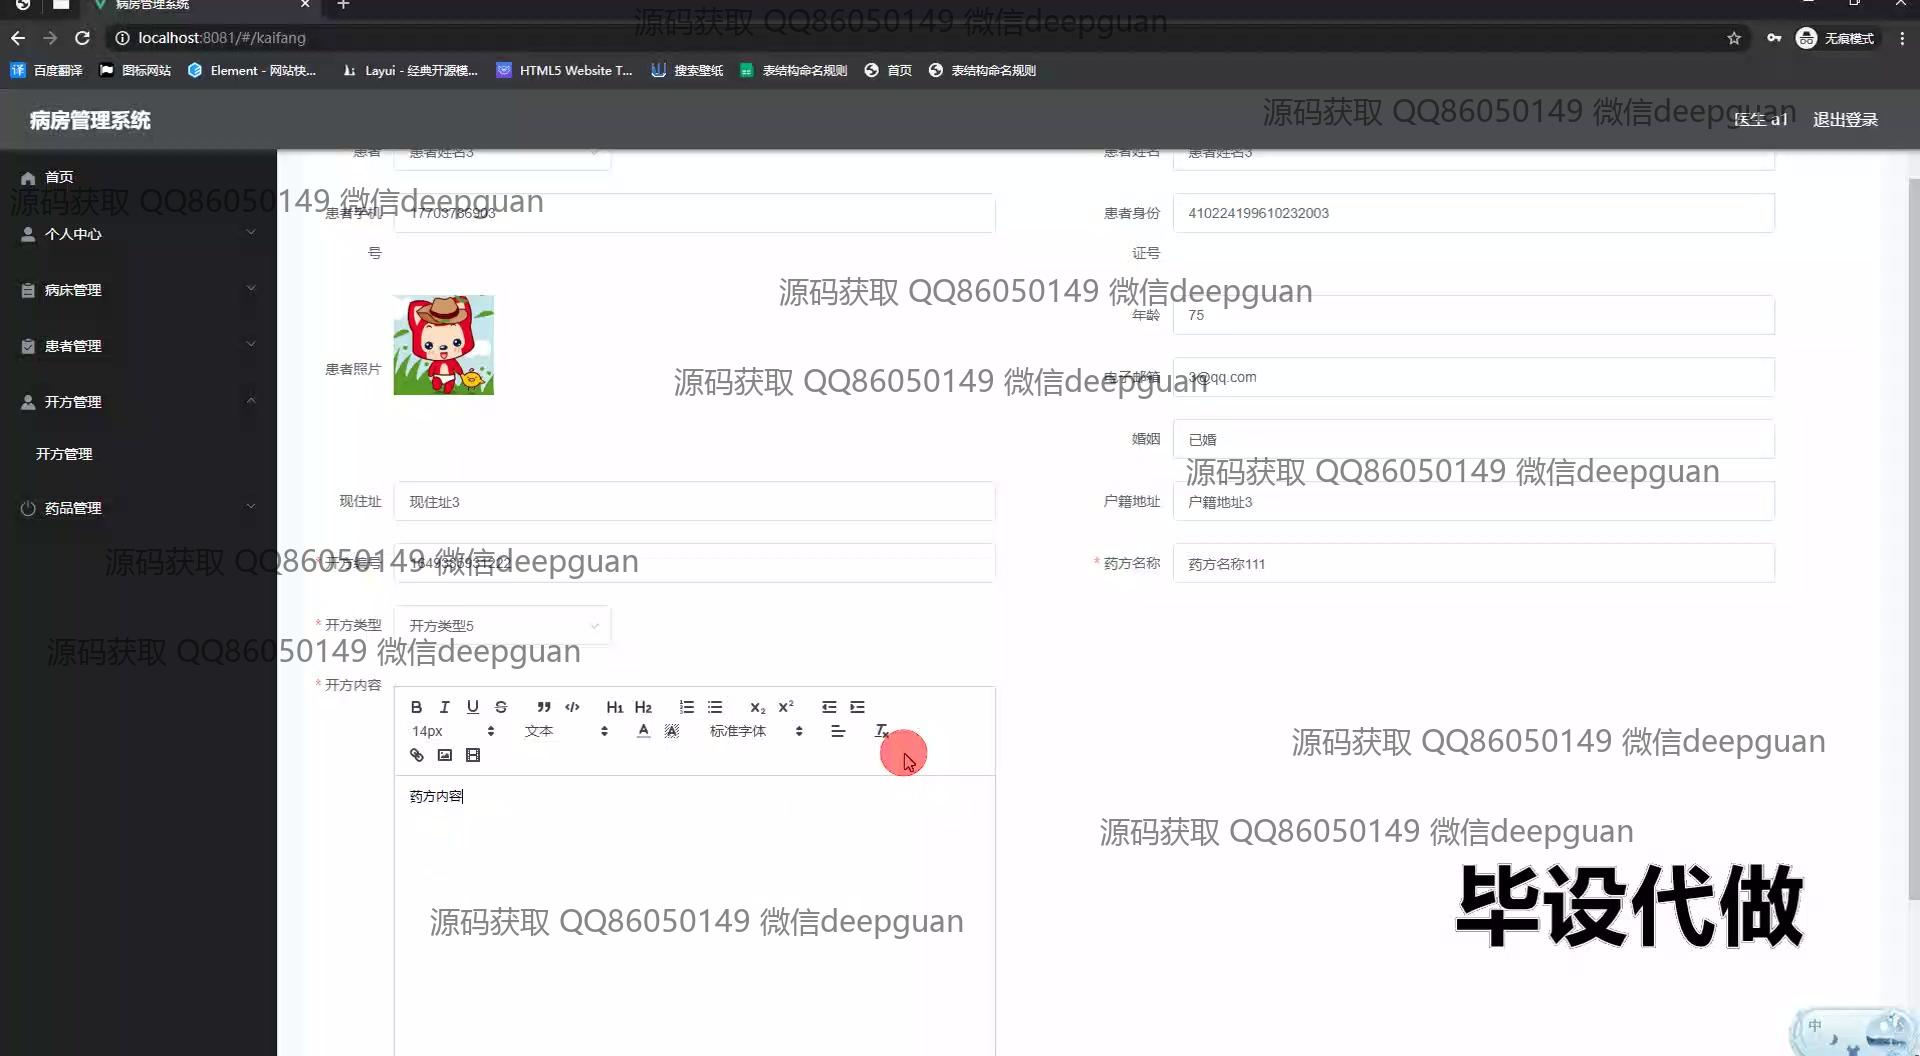 病房管理系统
源码获取 QQ86050149 微信deepguan
localhost:8081/#/kaifang
无痕模式
百度翻译 图标网站 Element - 网站快... Layui - 经典开源模... HTML5 Website T... 搜索壁纸 表结构命名规则 首页 表结构命名规则
病房管理系统
源码获取 QQ86050149 微信deepguan
医生 a1 退出登录
患者 患者姓名3 患者姓名 患者姓名3
首页
源码获取 QQ86050149 微信deepguan
患者手机号 17703786903 患者身份证号 410224199610232003
个人中心
病床管理
源码获取 QQ86050149 微信deepguan
年龄 75
患者管理
患者照片
源码获取 QQ86050149 微信deepguan
电子邮箱 3@qq.com
开方管理
婚姻 已婚
开方管理
源码获取 QQ86050149 微信deepguan
现住址 现住址3 户籍地址 户籍地址3
药品管理
源码获取 QQ86050149 微信deepguan
* 开方编号 * 药方名称 药方名称111
* 开方类型 开方类型5
源码获取 QQ86050149 微信deepguan
* 开方内容
B I U S H1 H2 x₂ x²
14px 文本 A 标准字体
源码获取 QQ86050149 微信deepguan
药方内容
源码获取 QQ86050149 微信deepguan
毕设代做
源码获取 QQ86050149 微信deepguan
中